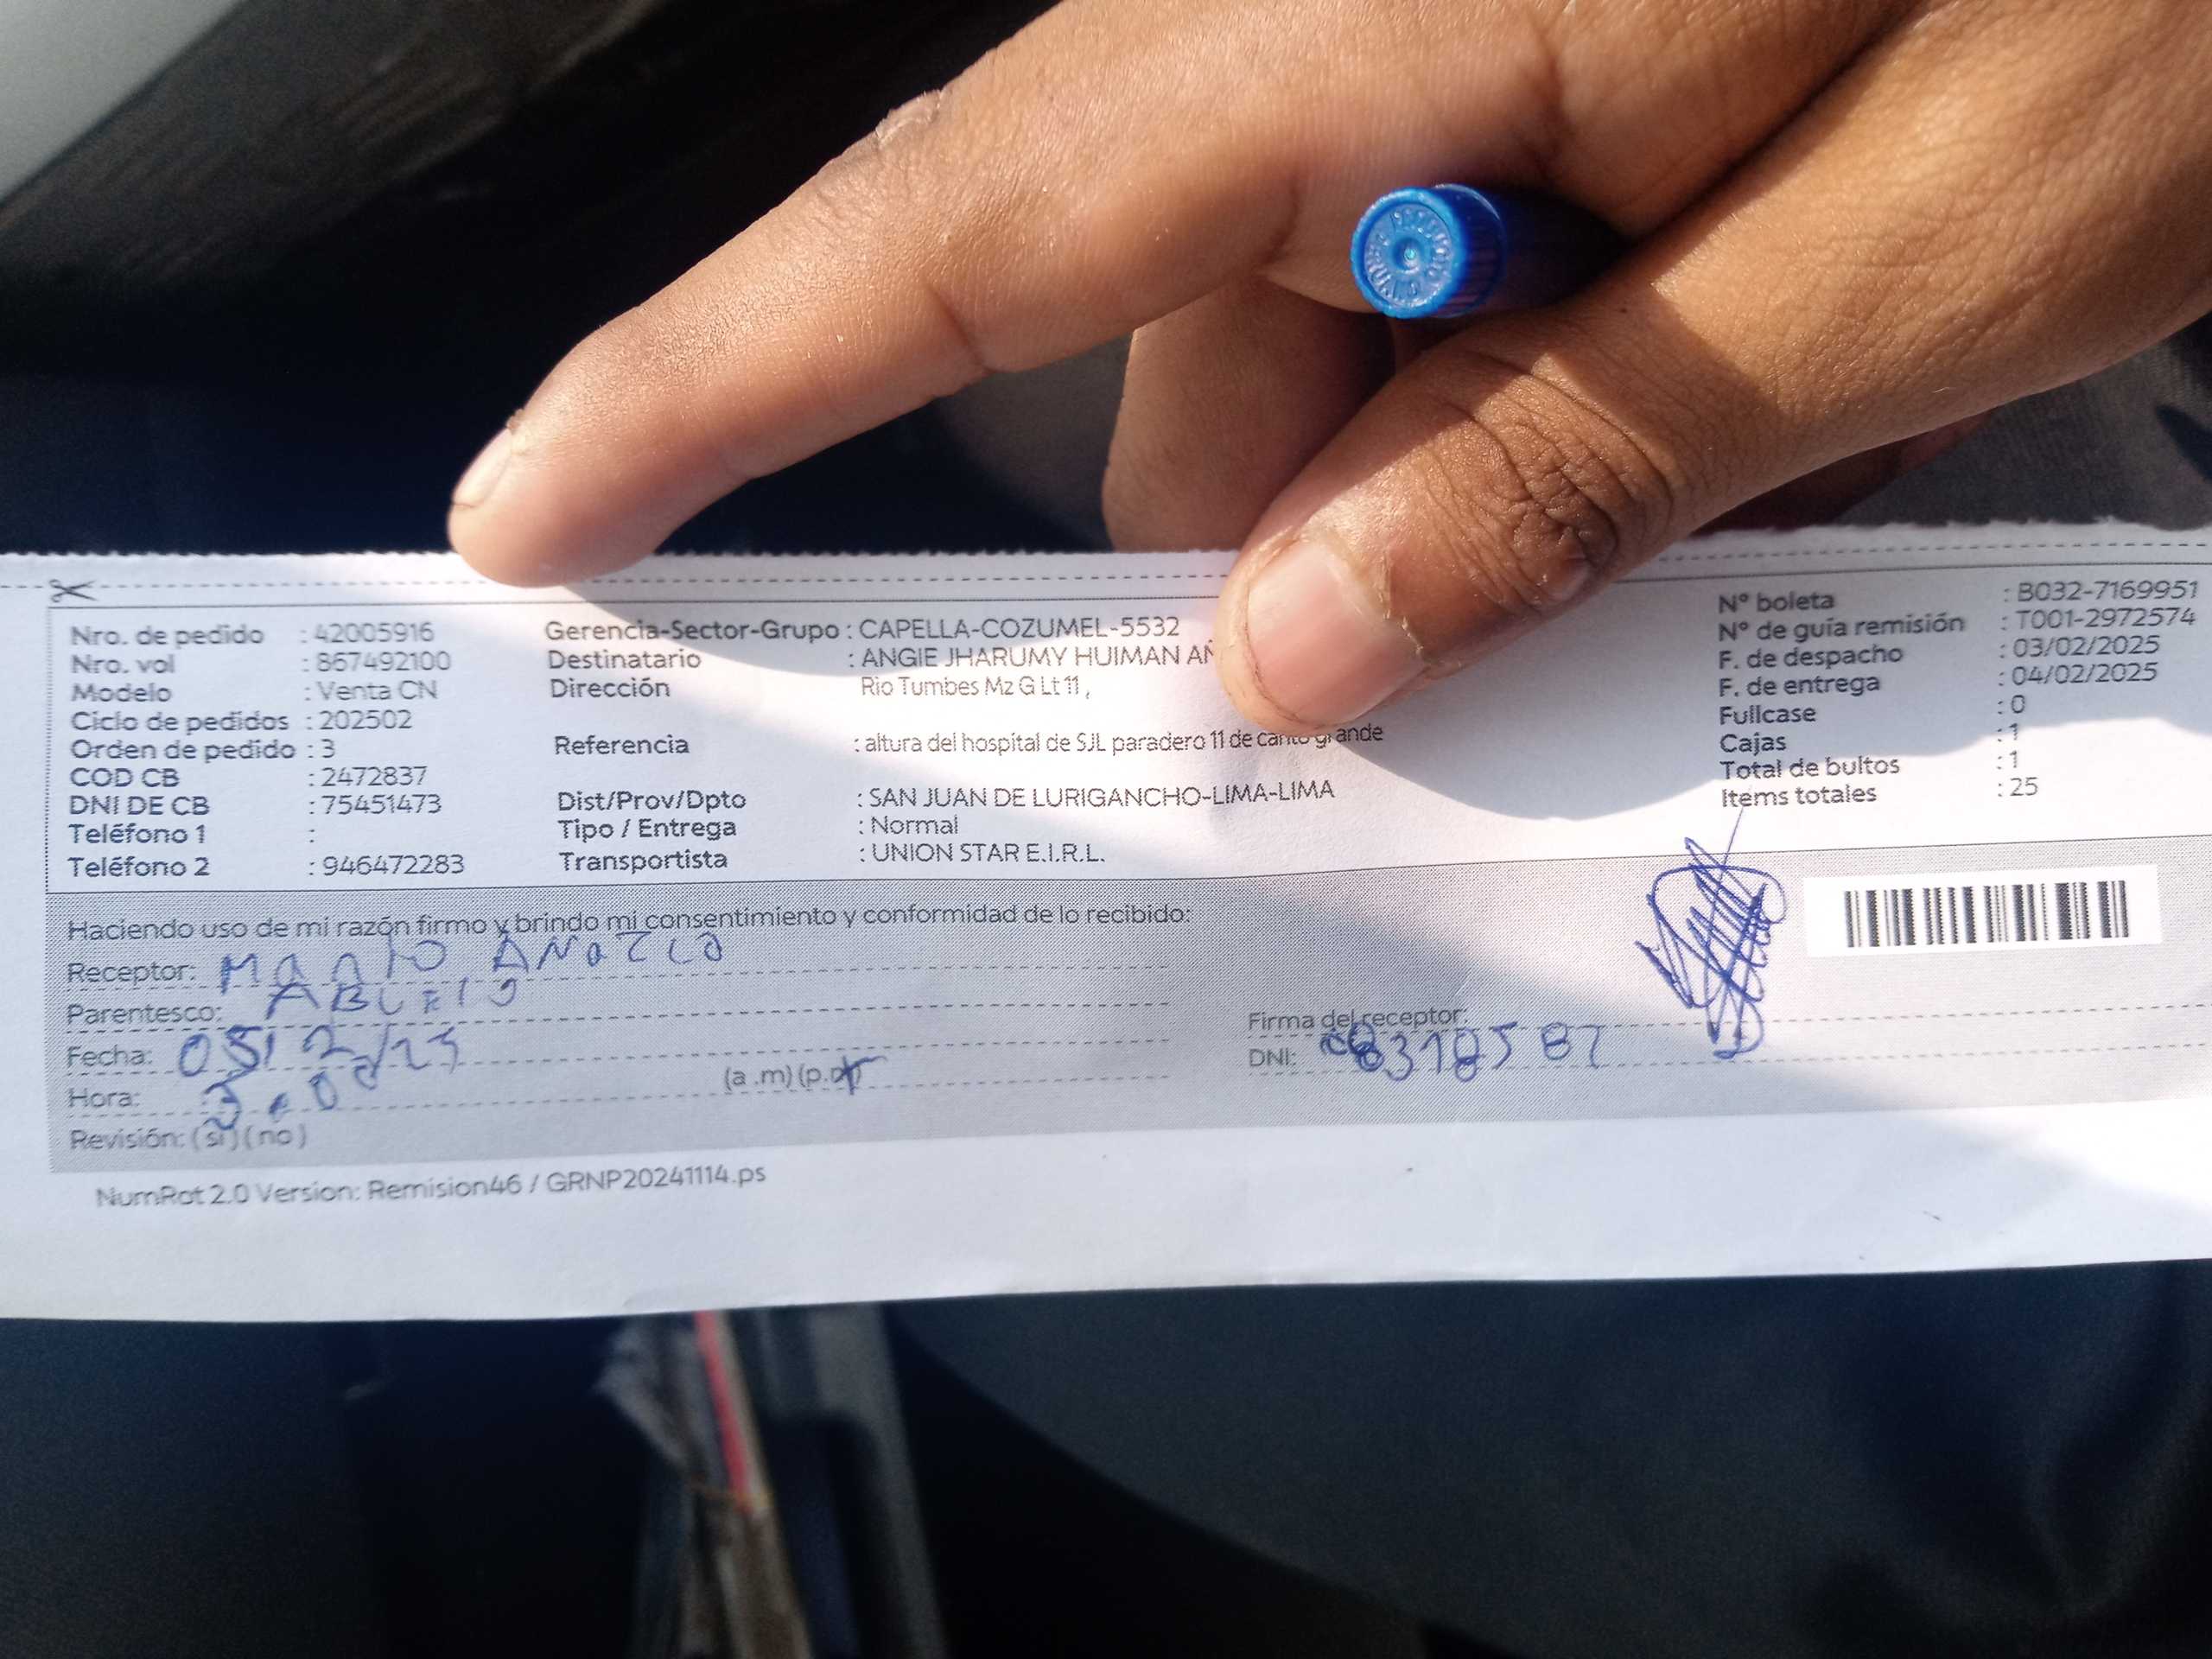 Nro. de pedido : 42005916
Nro. vol : 867492100
Modelo : Venta CN
Ciclo de pedidos : 202502
Orden de pedido : 3
COD CB : 2472837
DNI DE CB : 75451473
Teléfono 1 :
Teléfono 2 : 946472283
Gerencia-Sector-Grupo : CAPELLA-COZUMEL-5532
Destinatario : ANGIE JHARUMY HUIMAN
Dirección Rio Tumbes Mz G Lt 11 ,
Referencia : altura del hospital de SJL paradero 11 de canto grande
Dist/Prov/Dpto : SAN JUAN DE LURIGANCHO-LIMA-LIMA
Tipo / Entrega : Normal
Transportista : UNION STAR E.I.R.L.
N° boleta : B032-7169951
N° de guía remisión : T001-2972574
F. de despacho : 03/02/2025
F. de entrega : 04/02/2025
Fullcase : 0
Cajas : 1
Total de bultos : 1
Items totales : 25
Haciendo uso de mi razón firmo y brindo mi consentimiento y conformidad de lo recibido:
Receptor:
Parentesco: ABUELO
Fecha:
Hora: 3.00 (a .m) (p.m)
Revisión: (si) (no)
Firma del receptor:
DNI:
NumRot 2.0 Version: Remision46 / GRNP20241114.ps